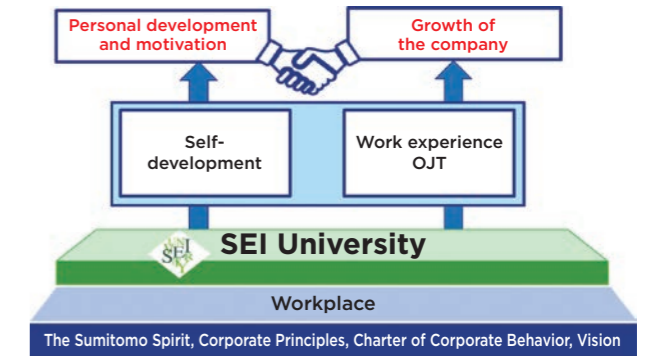 Personal development
and motivation
Growth of
the company
Self-
development
Work experience
OJT
SEI University
Workplace
The Sumitomo Spirit, Corporate Principles, Charter of Corporate Behavior, Vision